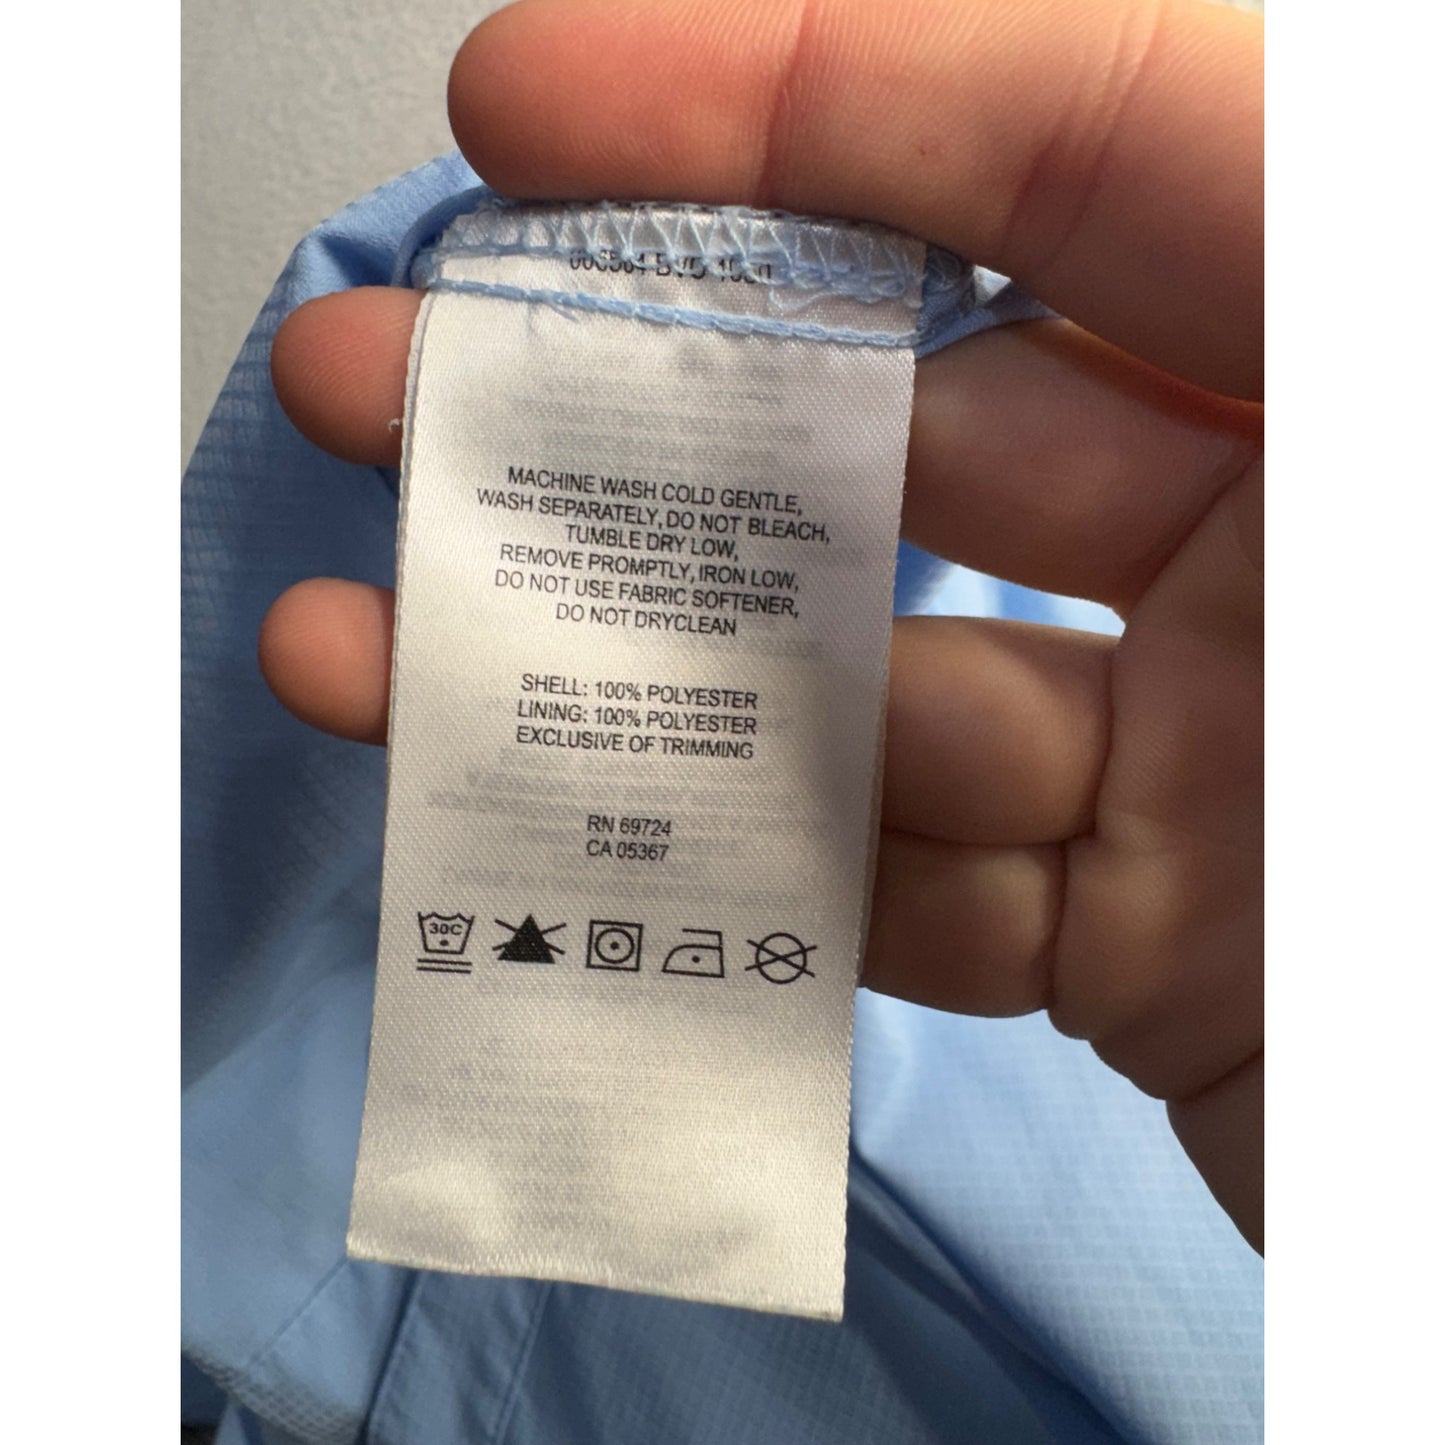 MACHINE WASH COLD GENTLE,
WASH SEPARATELY, DO NOT BLEACH,
TUMBLE DRY LOW,
REMOVE PROMPTLY, IRON LOW,
DO NOT USE FABRIC SOFTENER,
DO NOT DRYCLEAN
SHELL: 100% POLYESTER
LINING: 100% POLYESTER
EXCLUSIVE OF TRIMMING
RN 69724
CA 05367
30C